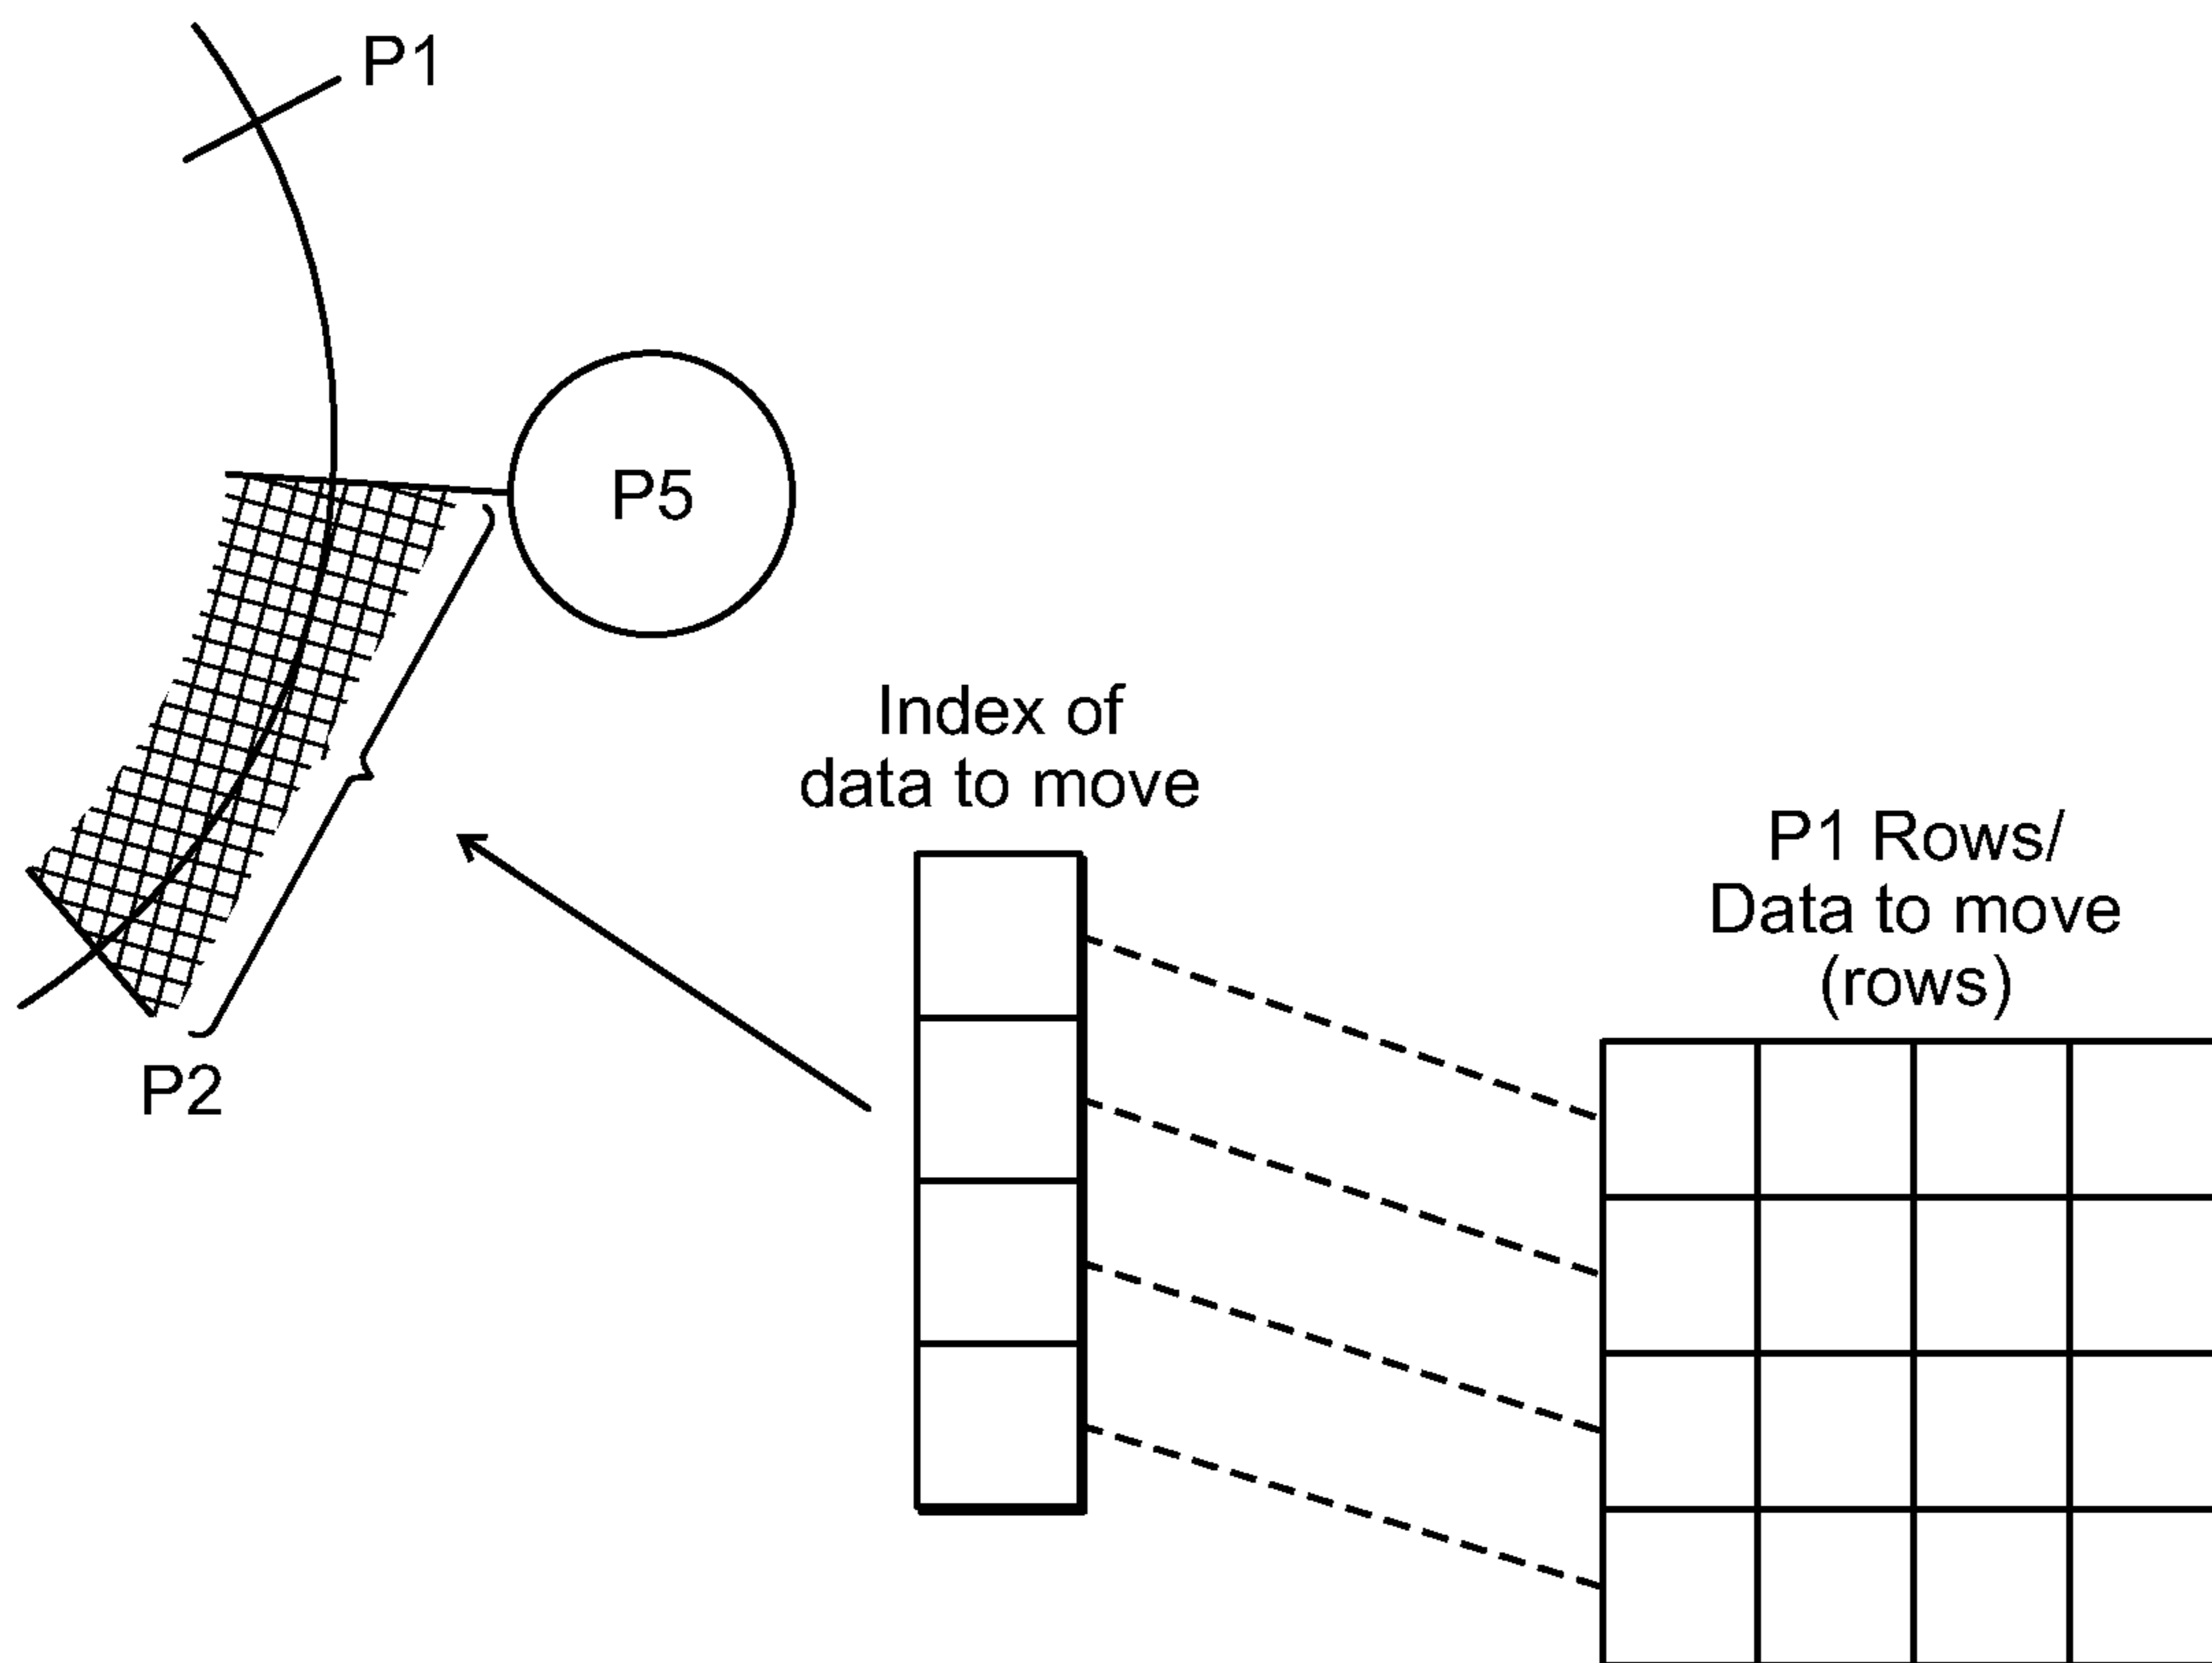 P1
P5
Index of
data to move
P1 Rows/
Data to move
(rows)
P2